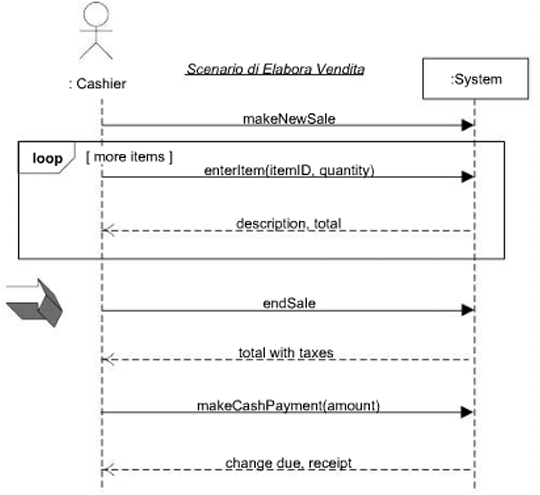 Scenario di Elabora Vendita
: Cashier
:System
makeNewSale
loop
[ more items ]
enterItem(itemID, quantity)
description, total
endSale
total with taxes
makeCashPayment(amount)
change due, receipt